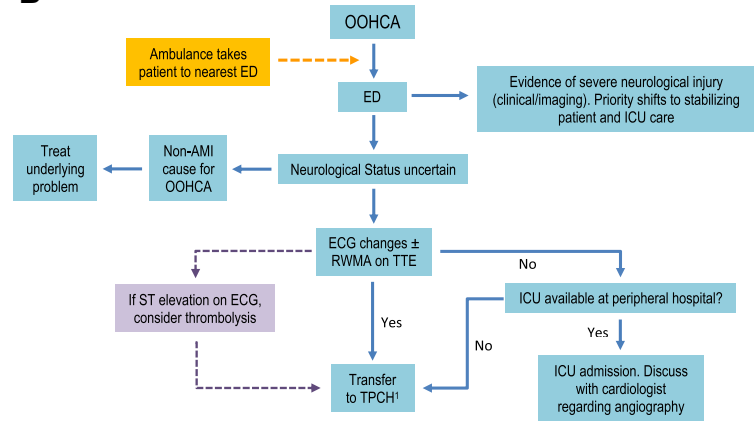 OOHCA
Ambulance takes
patient to nearest ED
ED
Evidence of severe neurological injury
(clinical/imaging). Priority shifts to stabilizing
patient and ICU care
Treat
underlying
problem
Non-AMI
cause for
OOHCA
Neurological Status uncertain
ECG changes ±
RWMA on TTE
No
If ST elevation on ECG,
consider thrombolysis
ICU available at peripheral hospital?
Yes
No
Yes
Transfer
to TPCH¹
ICU admission. Discuss
with cardiologist
regarding angiography